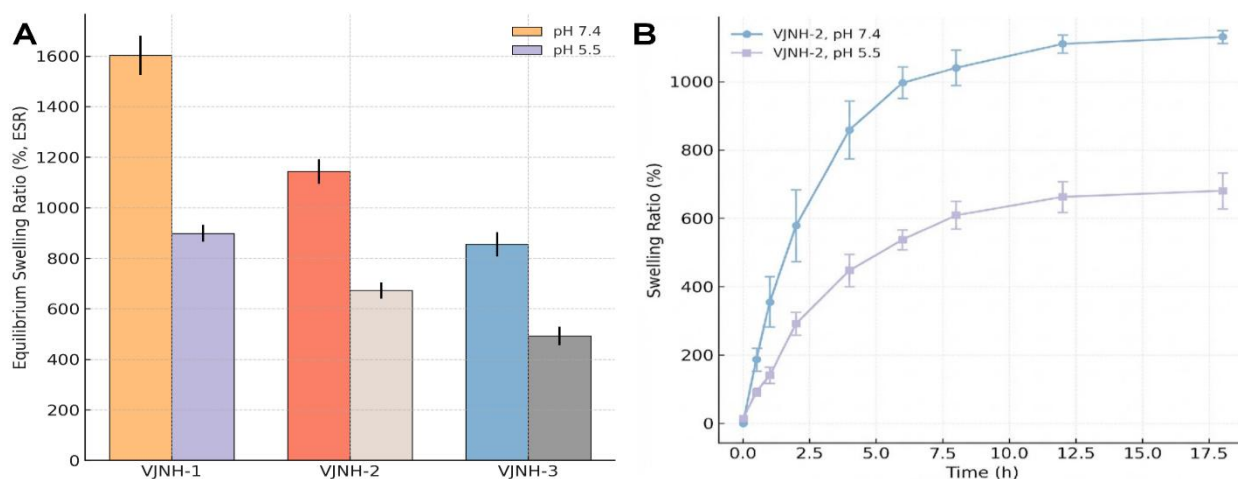 A
pH 7.4
pH 5.5
Equilibrium Swelling Ratio (%, ESR)
1600
1400
1200
1000
800
600
400
200
0
VJNH-1
VJNH-2
VJNH-3
B
VJNH-2, pH 7.4
VJNH-2, pH 5.5
Swelling Ratio (%)
1000
800
600
400
200
0
0.0
2.5
5.0
7.5
10.0
12.5
15.0
17.5
Time (h)